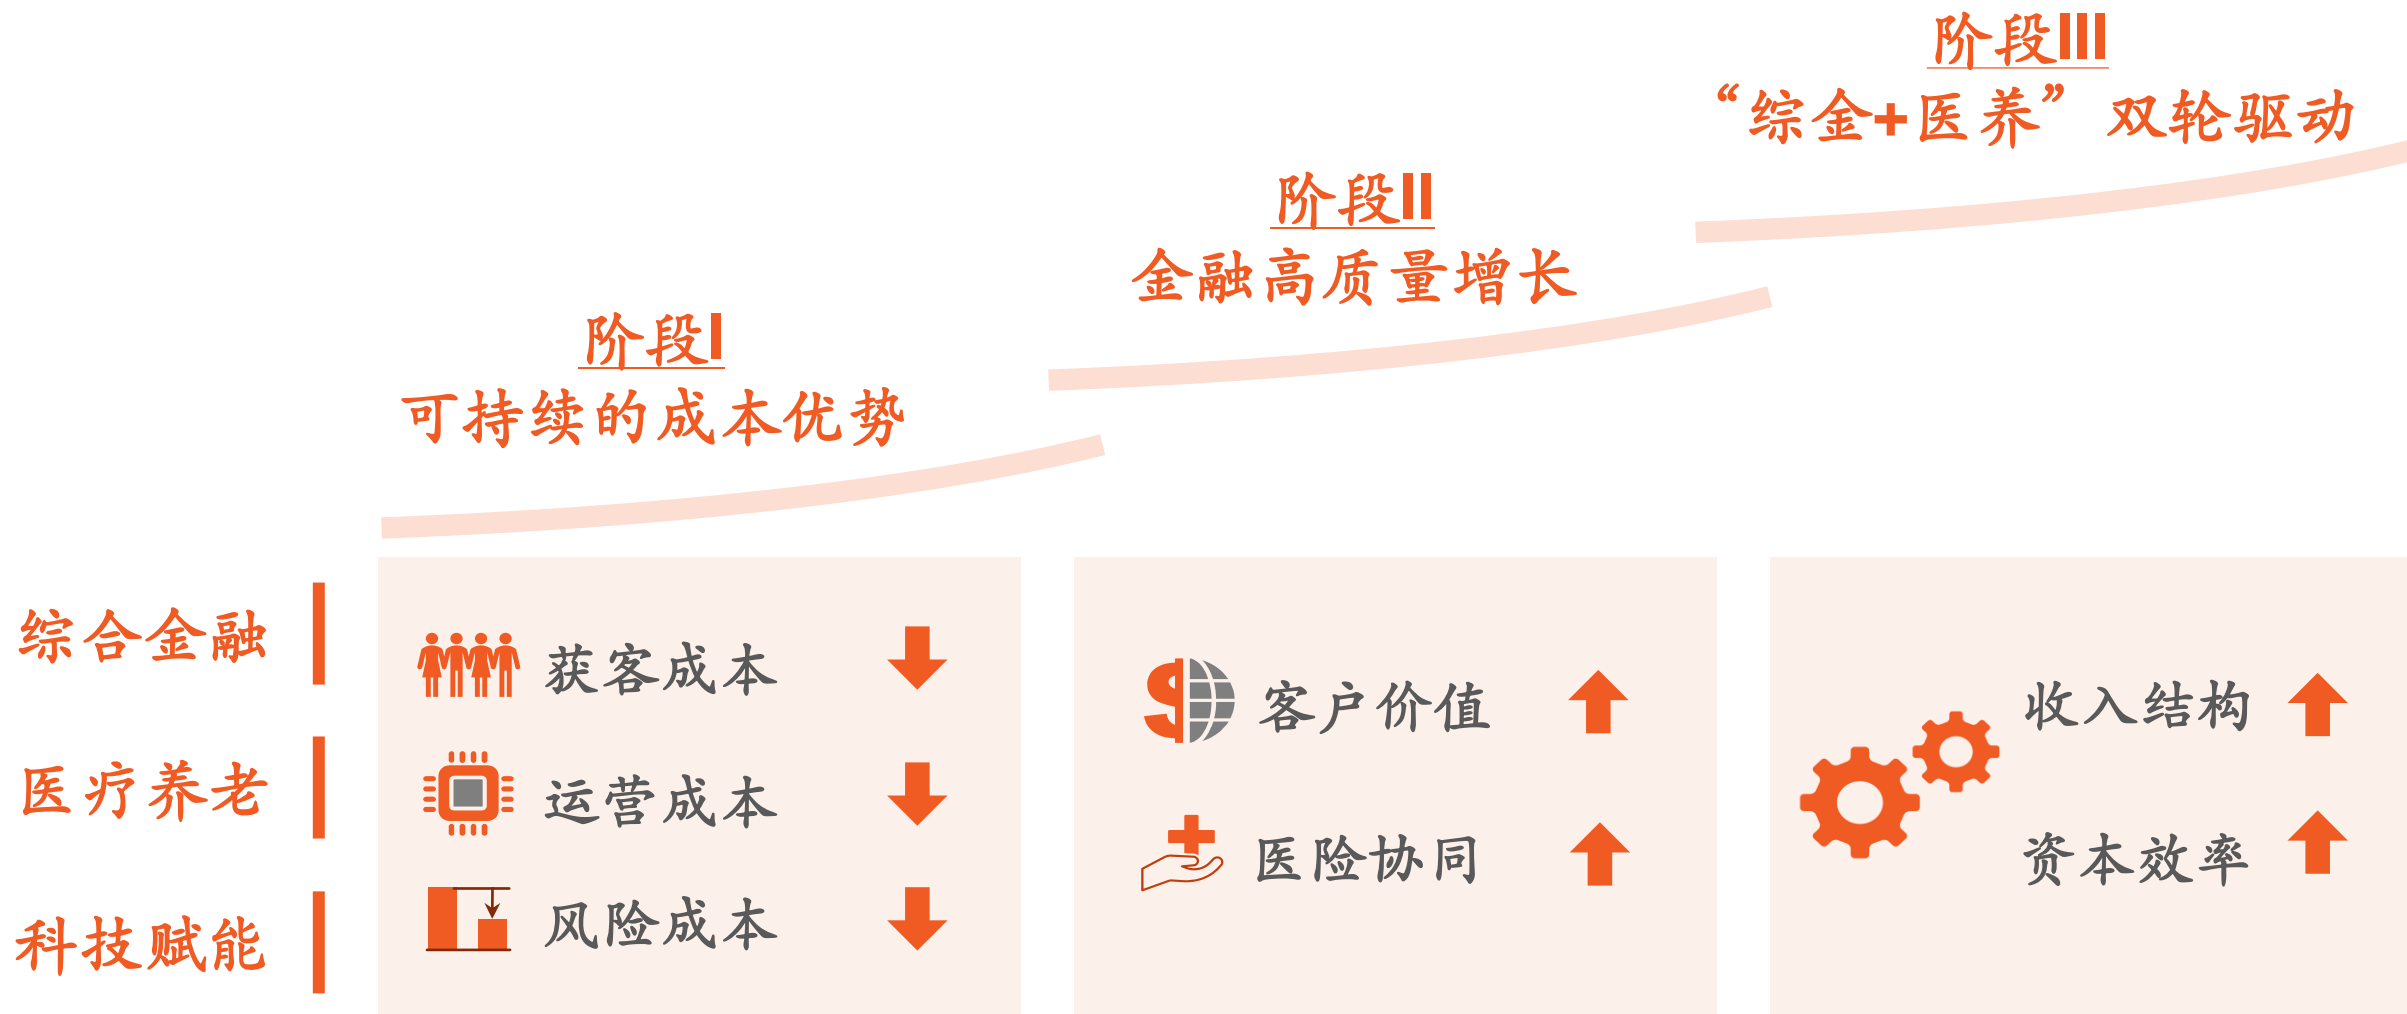 阶段III
“综金+医养”双轮驱动
阶段II
金融高质量增长
阶段I
可持续的成本优势
综合金融
医疗养老
科技赋能
获客成本
运营成本
风险成本
客户价值
医险协同
收入结构
资本效率